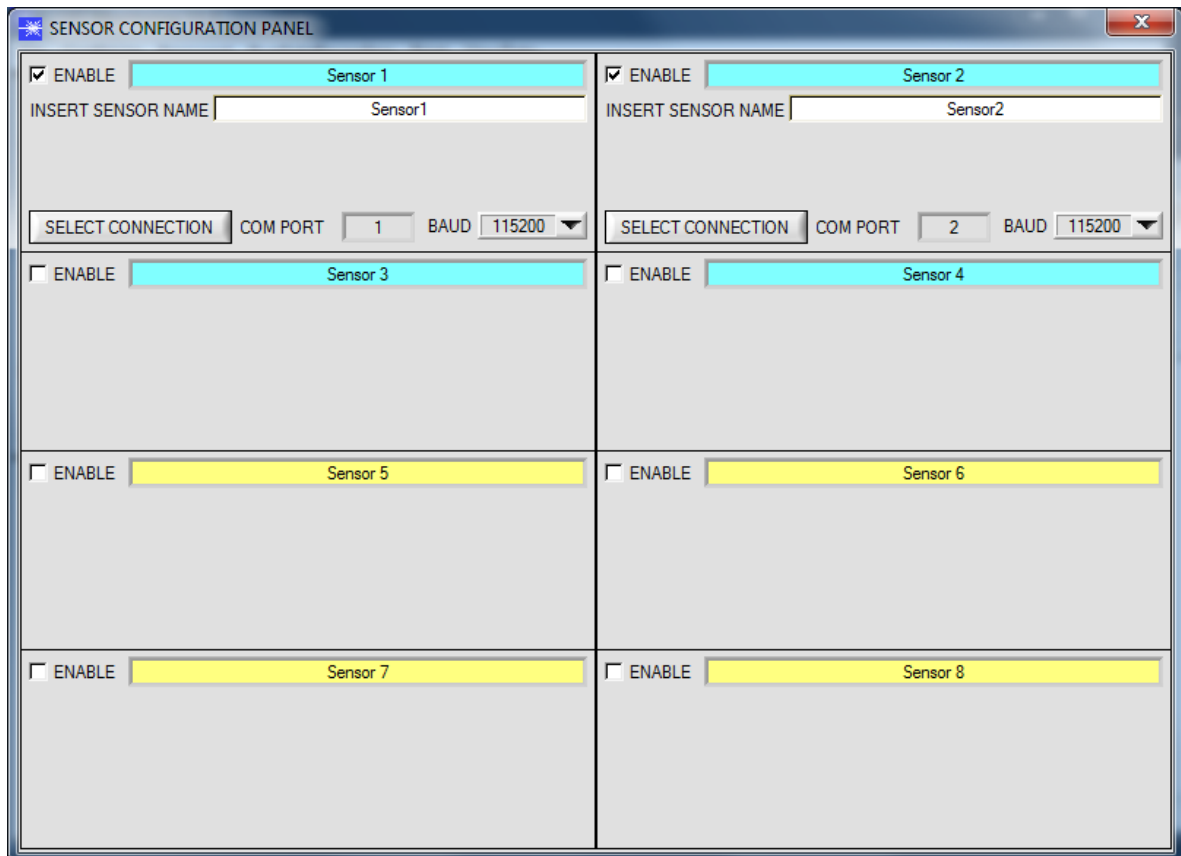 SENSOR CONFIGURATION PANEL
ENABLE Sensor 1
INSERT SENSOR NAME Sensor1
SELECT CONNECTION COM PORT 1 BAUD 115200
ENABLE Sensor 2
INSERT SENSOR NAME Sensor2
SELECT CONNECTION COM PORT 2 BAUD 115200
ENABLE Sensor 3
ENABLE Sensor 4
ENABLE Sensor 5
ENABLE Sensor 6
ENABLE Sensor 7
ENABLE Sensor 8